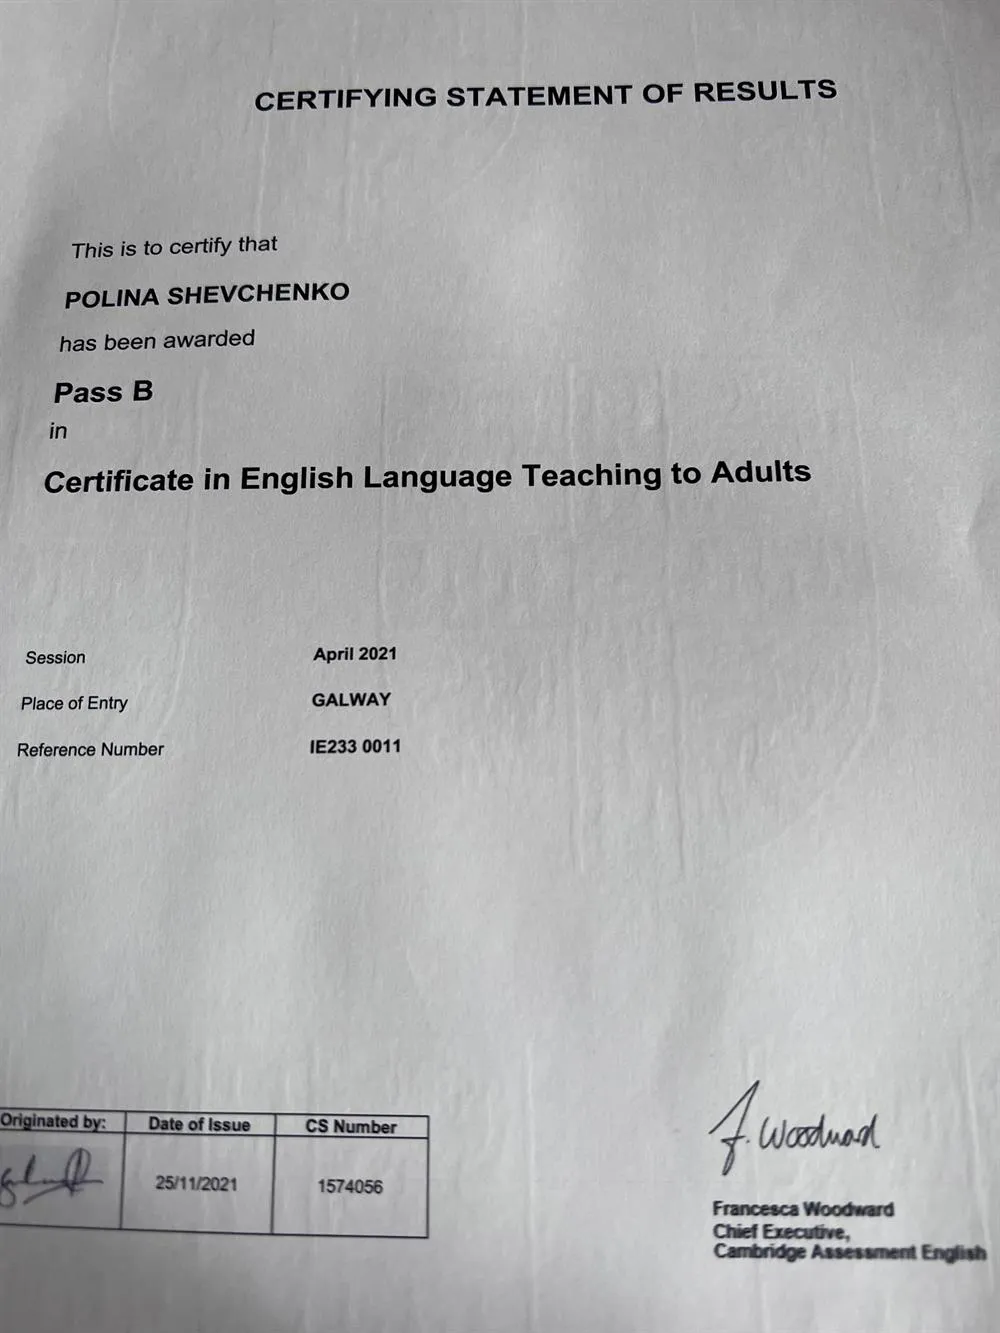 CERTIFYING STATEMENT OF RESULTS
This is to certify that
POLINA SHEVCHENKO
has been awarded
Pass B
in
Certificate in English Language Teaching to Adults
Session April 2021
Place of Entry GALWAY
Reference Number IE233 0011
Originated by: Date of Issue CS Number
25/11/2021 1574056
F. Woodward
Francesca Woodward
Chief Executive,
Cambridge Assessment English